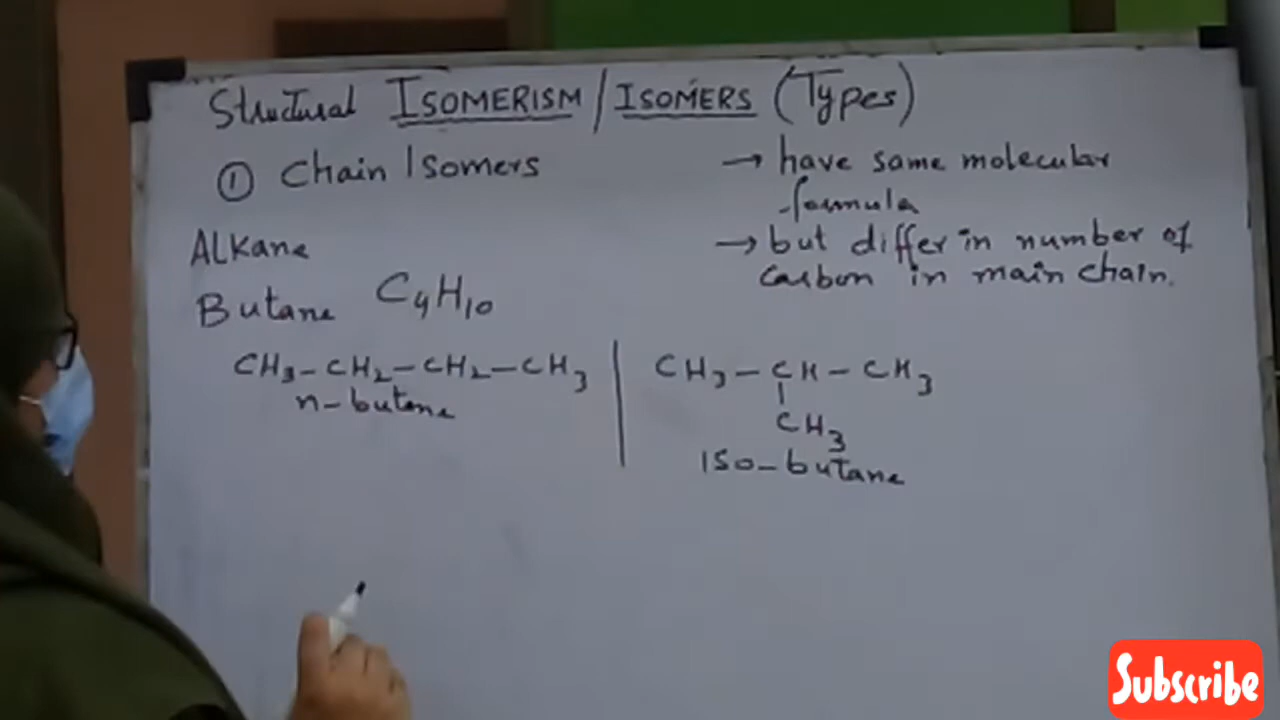 Structural ISOMERISM / ISOMERS (Types)
① Chain Isomers
→ have same molecular
formula
→ but differ in number of
carbon in main chain.
ALKane
Butane C₄H₁₀
CH₃-CH₂-CH₂-CH₃
n-butane
CH₃-CH-CH₃
|
CH₃
Iso-butane
Subscribe